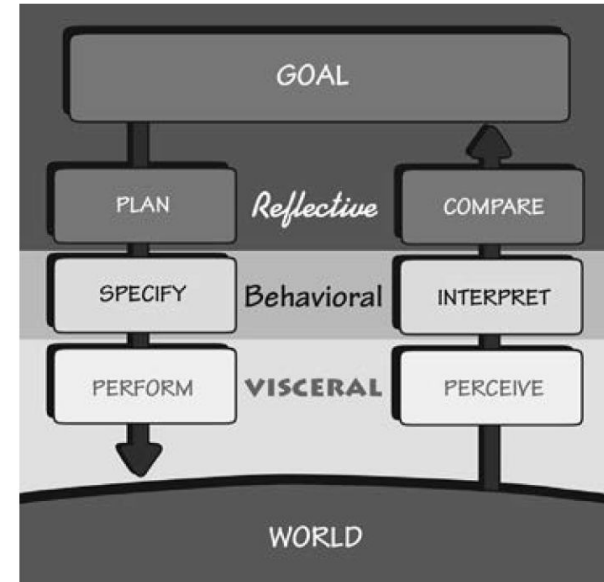 GOAL
PLAN Reflective COMPARE
SPECIFY Behavioral INTERPRET
PERFORM VISCERAL PERCEIVE
WORLD